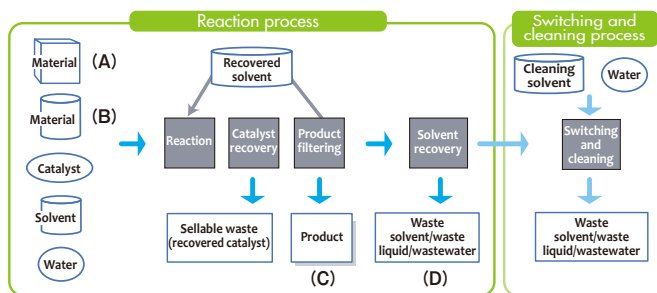 Reaction process
Switching and
cleaning process
Material
(A)
Material
(B)
Catalyst
Solvent
Water
Recovered
solvent
Reaction
Catalyst
recovery
Product
filtering
Solvent
recovery
Sellable waste
(recovered catalyst)
Product
(C)
Waste
solvent/waste
liquid/wastewater
(D)
Cleaning
solvent
Water
Switching
and
cleaning
Waste
solvent/waste
liquid/wastewater